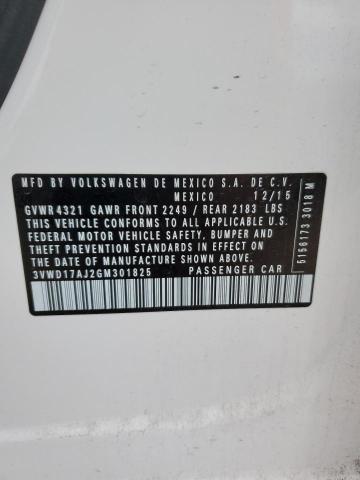 MFD BY VOLKSWAGEN DE MEXICO S.A. DE C.V.
MEXICO 12/15
GVWR 4321 GAWR FRONT 2249 / REAR 2183 LBS
THIS VEHICLE CONFORMS TO ALL APPLICABLE
FEDERAL MOTOR VEHICLE SAFETY, BUMPER AND
THEFT PREVENTION STANDARDS IN EFFECT ON
THE DATE OF MANUFACTURE SHOWN ABOVE.
3VWD17AJ2GM301825 PASSENGER CAR
5156173 3018 M